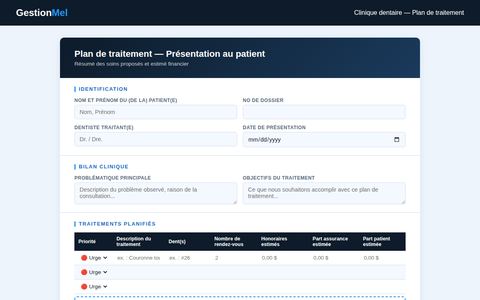 GestionMel
Clinique dentaire — Plan de traitement
Plan de traitement — Présentation au patient
Résumé des soins proposés et estimé financier
IDENTIFICATION
NOM ET PRÉNOM DU (DE LA) PATIENT(E)
NO DE DOSSIER
Nom, Prénom
DENTISTE TRAITANT(E)
DATE DE PRÉSENTATION
Dr. / Dre.
mm/dd/yyyy
BILAN CLINIQUE
PROBLÉMATIQUE PRINCIPALE
OBJECTIFS DU TRAITEMENT
Description du problème observé, raison de la
consultation...
Ce que nous souhaitons accomplir avec ce plan de
traitement...
TRAITEMENTS PLANIFIÉS
Priorité
Description du
traitement
Dent(s)
Nombre de
rendez-vous
Honoraires
estimés
Part assurance
estimée
Part patient
estimée
Urge
ex. : Couronne to
ex. : #26
2
0,00 $
0,00 $
0,00 $
Urge
Urge